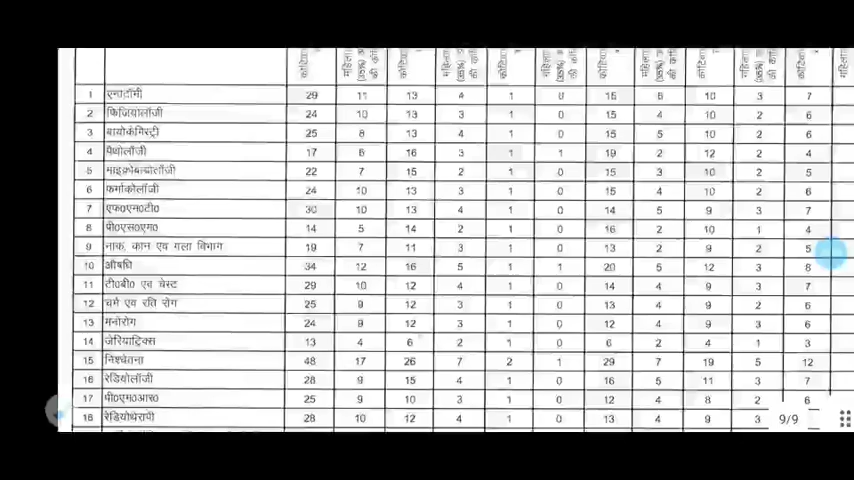 1 एनाटॉमी 29 11 13 4 1 0 16 6 10 3 7
2 फिजियोलॉजी 24 10 13 3 1 0 15 4 10 2 6
3 बायोकेमिस्ट्री 25 8 13 4 1 0 15 5 10 2 6
4 पैथोलॉजी 17 6 16 3 1 1 19 2 12 2 4
5 माइक्रोबायोलॉजी 22 7 15 2 1 0 15 3 10 2 5
6 फर्माकोलॉजी 24 10 13 3 1 0 15 4 10 2 6
7 एफ0एम0टी0 30 10 13 4 1 0 14 5 9 3 7
8 पी0एस0एम0 14 5 14 2 1 0 16 2 10 1 4
9 नाक, कान एवं गला विभाग 19 7 11 3 1 0 13 2 9 2 5
10 औषधि 34 12 16 5 1 1 20 5 12 3 8
11 टी0बी0 एवं चेस्ट 29 10 12 4 1 0 14 4 9 3 7
12 चर्म एवं रति रोग 25 9 12 3 1 0 13 4 9 2 6
13 मनोरोग 24 9 12 3 1 0 12 4 9 3 6
14 जेरियाट्रिक्स 13 4 6 2 1 0 6 2 4 1 3
15 निश्चेतना 48 17 26 7 2 1 29 7 19 5 12
16 रेडियोलॉजी 28 9 15 4 1 0 16 5 11 3 7
17 पी0एम0आर0 25 9 10 3 1 0 12 4 8 2 6
18 रेडियोथेरापी 28 10 12 4 1 0 13 4 9 3
9/9